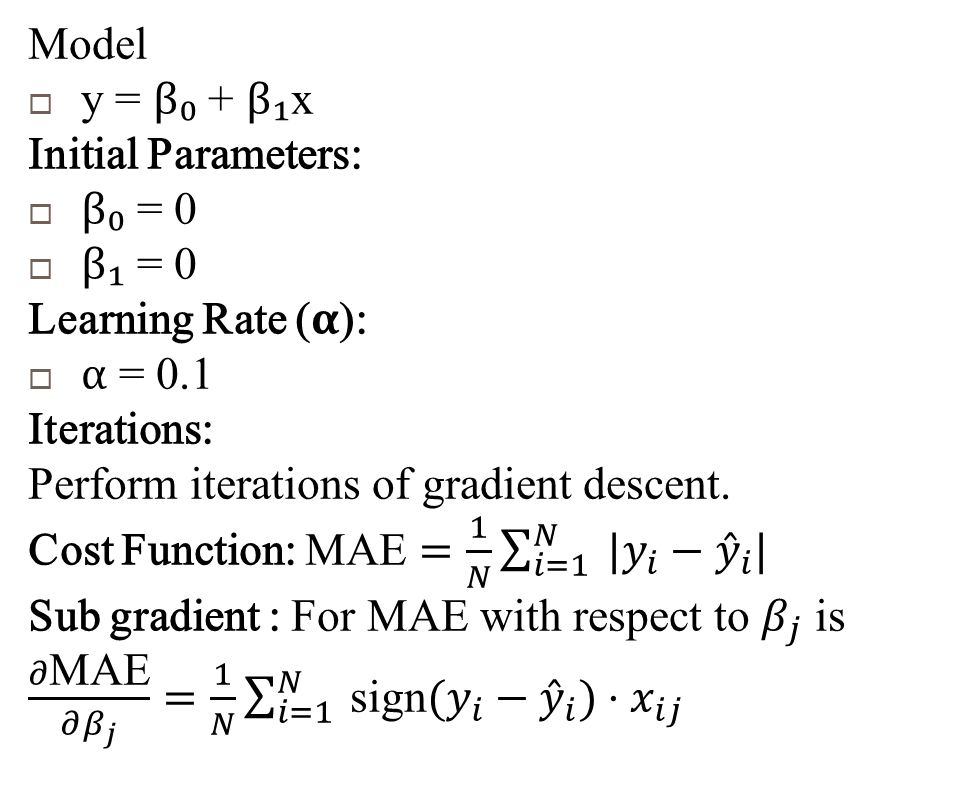 Model
□ y = β₀ + β₁x
Initial Parameters:
□ β₀ = 0
□ β₁ = 0
Learning Rate (α):
□ α = 0.1
Iterations:
Perform iterations of gradient descent.
Cost Function: MAE = 1/N ∑ᵢ₌₁ᴺ |yᵢ − ŷᵢ|
Sub gradient : For MAE with respect to βⱼ is
∂MAE/∂βⱼ = 1/N ∑ᵢ₌₁ᴺ sign(yᵢ − ŷᵢ) · xᵢⱼ